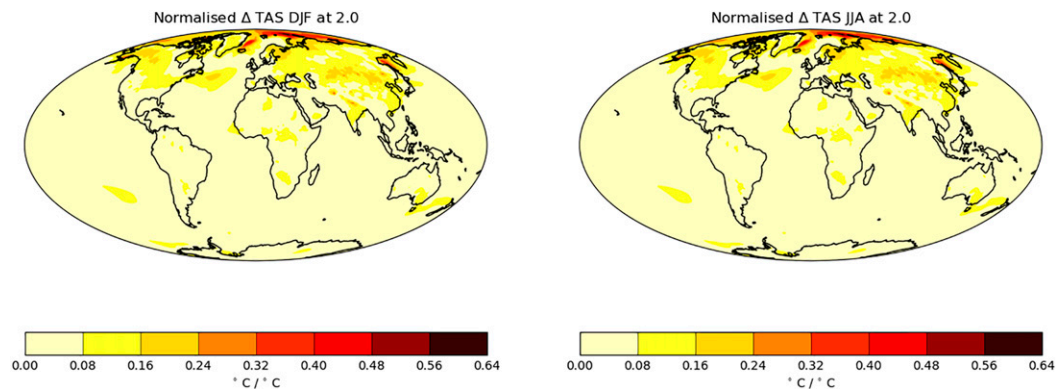 Normalised Δ TAS DJF at 2.0
0.00 0.08 0.16 0.24 0.32 0.40 0.48 0.56 0.64
° C / ° C
Normalised Δ TAS JJA at 2.0
0.00 0.08 0.16 0.24 0.32 0.40 0.48 0.56 0.64
° C / ° C